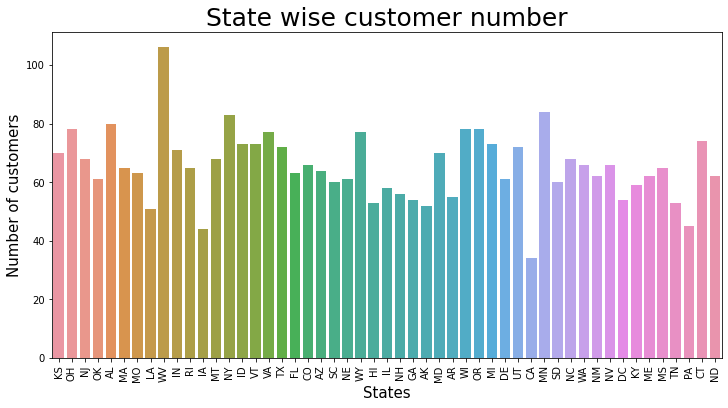 State wise customer number
Number of customers
100
80
60
40
20
0
KS OH NJ OK AL MA MO LA WV IN RI IA MT NY ID VT VA TX FL CO AZ SC NE WY HI IL NH GA AK MD AR WI OR MI DE UT CA MN SD NC WA NM NV DC KY ME MS TN PA CT ND
States